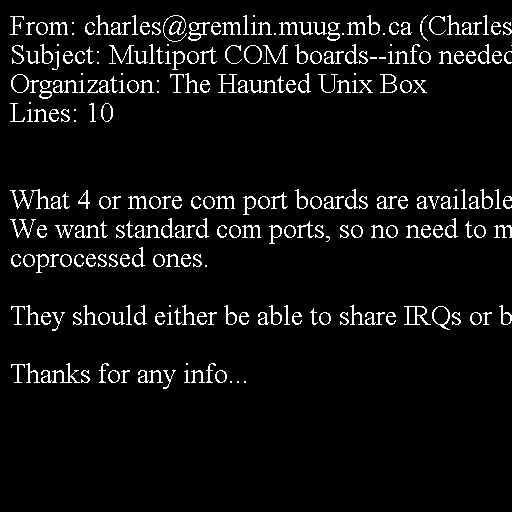 From: charles@gremlin.muug.mb.ca (Charles
Subject: Multiport COM boards--info needed
Organization: The Haunted Unix Box
Lines: 10
What 4 or more com port boards are available
We want standard com ports, so no need to m
coprocessed ones.
They should either be able to share IRQs or b
Thanks for any info...